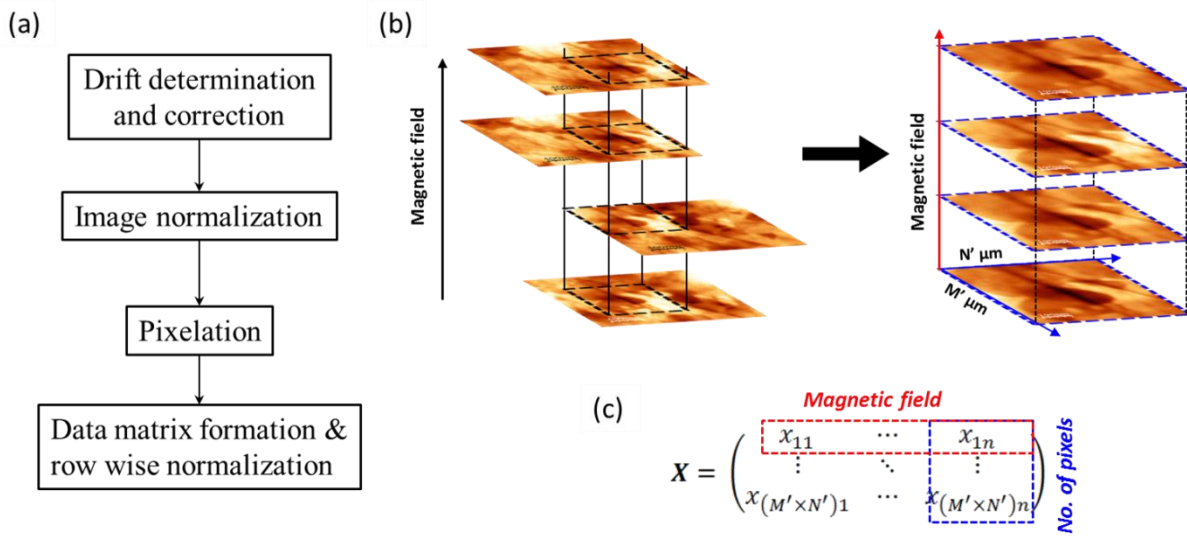 (a)
Drift determination
and correction
Image normalization
Pixelation
Data matrix formation &
row wise normalization
(b)
Magnetic field
Magnetic field
N' μm
M' μm
(c)
Magnetic field
X = ( x₁₁ ⋯ x₁ₙ
⋮ ⋱ ⋮
x₍M'×N'₎₁ ⋯ x₍M'×N'₎ₙ )
No. of pixels